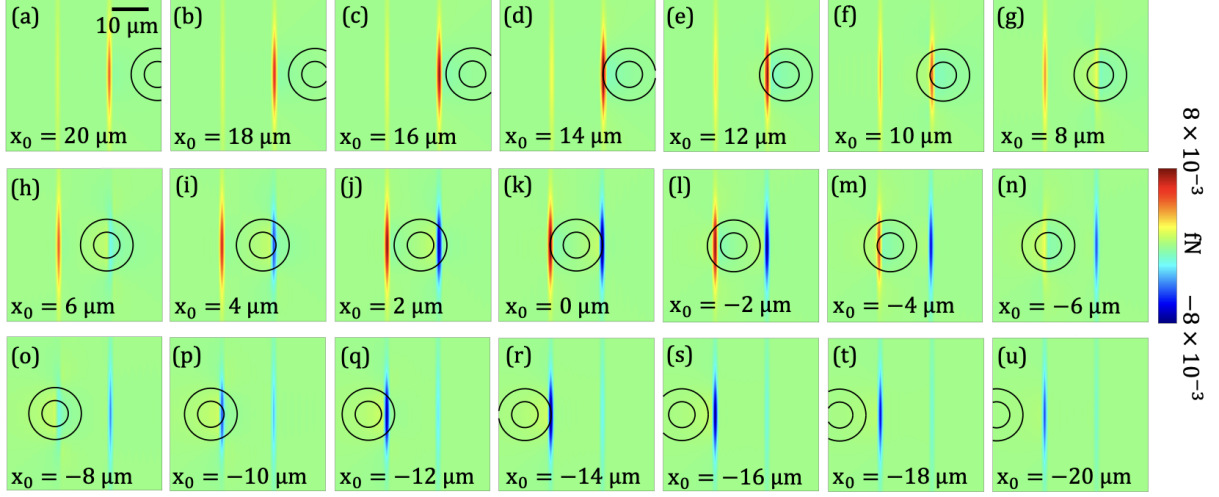 (a) 10 μm (b) (c) (d) (e) (f) (g)
x₀ = 20 μm x₀ = 18 μm x₀ = 16 μm x₀ = 14 μm x₀ = 12 μm x₀ = 10 μm x₀ = 8 μm
(h) (i) (j) (k) (l) (m) (n)
x₀ = 6 μm x₀ = 4 μm x₀ = 2 μm x₀ = 0 μm x₀ = −2 μm x₀ = −4 μm x₀ = −6 μm
(o) (p) (q) (r) (s) (t) (u)
x₀ = −8 μm x₀ = −10 μm x₀ = −12 μm x₀ = −14 μm x₀ = −16 μm x₀ = −18 μm x₀ = −20 μm
8 × 10⁻³
fN
−8 × 10⁻³